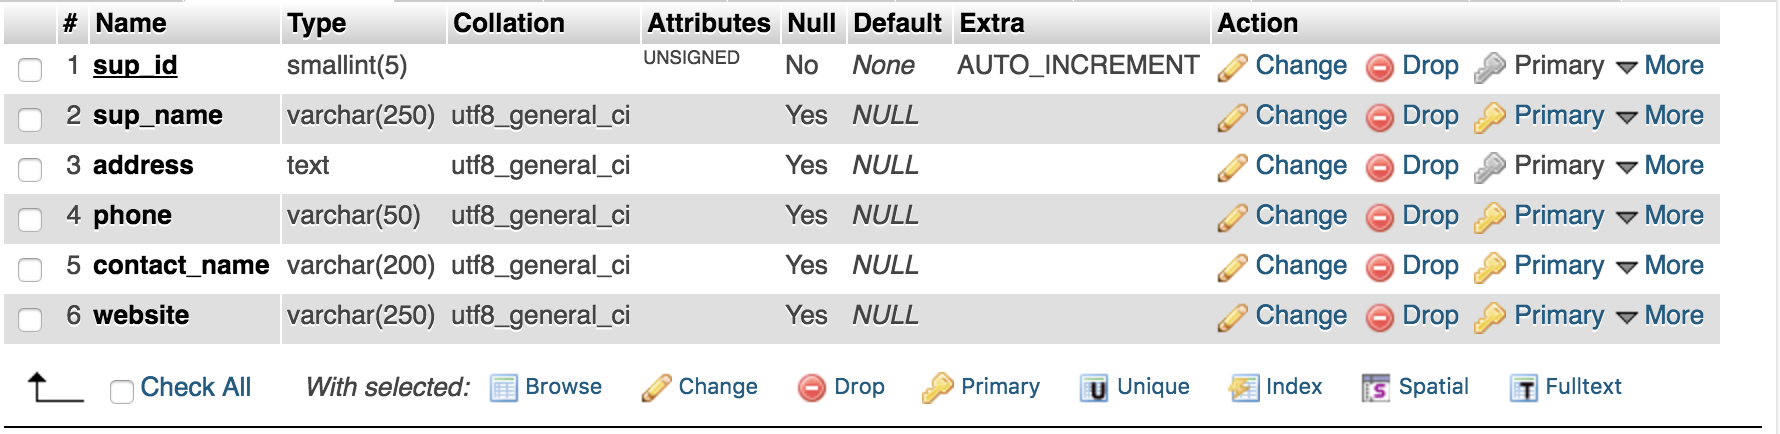 # Name Type Collation Attributes Null Default Extra Action
1 sup_id smallint(5) UNSIGNED No None AUTO_INCREMENT Change Drop Primary More
2 sup_name varchar(250) utf8_general_ci Yes NULL Change Drop Primary More
3 address text utf8_general_ci Yes NULL Change Drop Primary More
4 phone varchar(50) utf8_general_ci Yes NULL Change Drop Primary More
5 contact_name varchar(200) utf8_general_ci Yes NULL Change Drop Primary More
6 website varchar(250) utf8_general_ci Yes NULL Change Drop Primary More
Check All With selected: Browse Change Drop Primary U Unique Index S Spatial T Fulltext